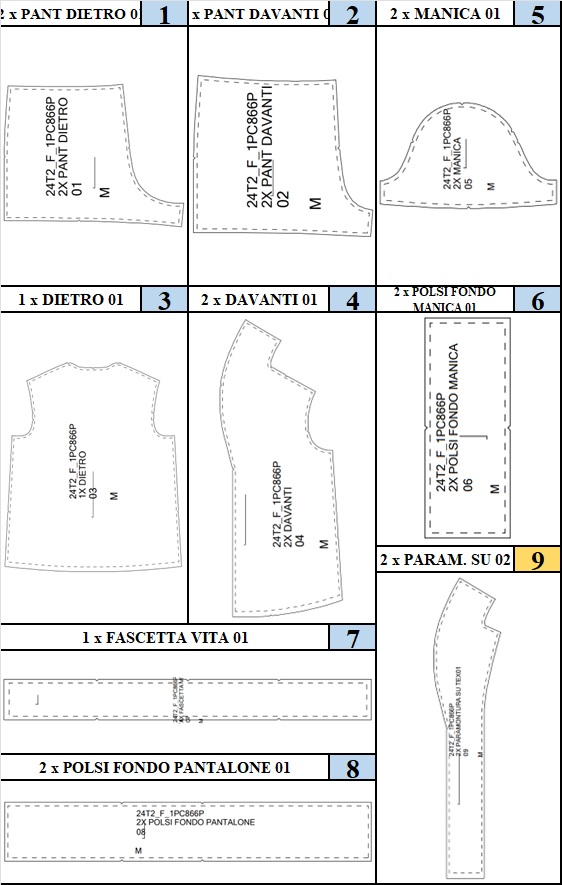 2 x PANT DIETRO 01
1
x PANT DAVANTI 0
2
2 x MANICA 01
5
24T2_F_1PC866P
2X PANT DIETRO
01
M
24T2_F_1PC866P
2X PANT DAVANTI
02
M
24T2_F_1PC866P
2X MANICA
05
M
1 x DIETRO 01
3
2 x DAVANTI 01
4
2 x POLSI FONDO
MANICA 01
6
24T2_F_1PC866P
1X DIETRO
03
M
24T2_F_1PC866P
2X DAVANTI
04
M
24T2_F_1PC866P
2X POLSI FONDO MANICA
06
M
2 x PARAM. SU 02
9
24T2_F_1PC866P
2X PARAMONTURA SU TEX01
09
M
1 x FASCETTA VITA 01
7
24T2_F_1PC866P
FASCETTA
07
M
2 x POLSI FONDO PANTALONE 01
8
24T2_F_1PC866P
2X POLSI FONDO PANTALONE
08
M